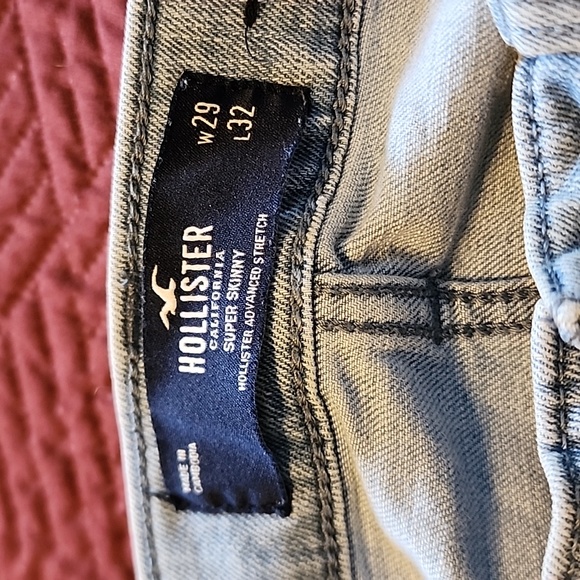 HOLLISTER
CALIFORNIA
SUPER SKINNY
HOLLISTER ADVANCED STRETCH
W29
L32
MADE IN
CAMBODIA